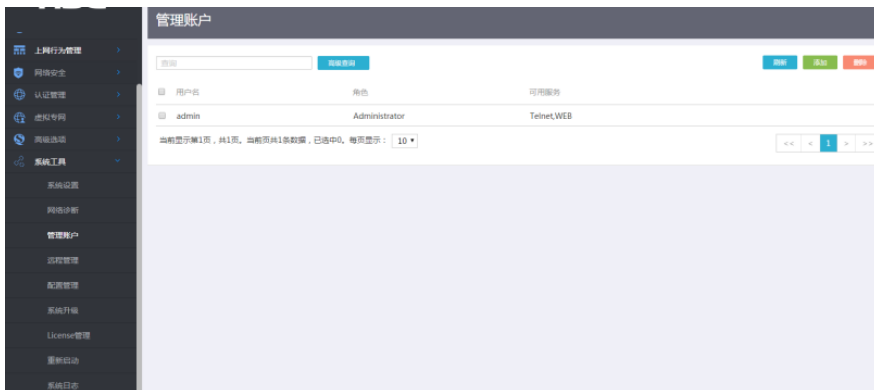 管理账户
上网行为管理
网络安全
认证管理
虚拟专网
高级选项
系统工具
系统设置
网络诊断
管理账户
远程管理
配置管理
系统升级
License管理
重新启动
系统日志
查询 高级查询 刷新 添加 删除
用户名 角色 可用服务
admin Administrator Telnet,WEB
当前显示第1页，共1页。当前页共1条数据，已选中0。每页显示： 10
<< < 1 > >>